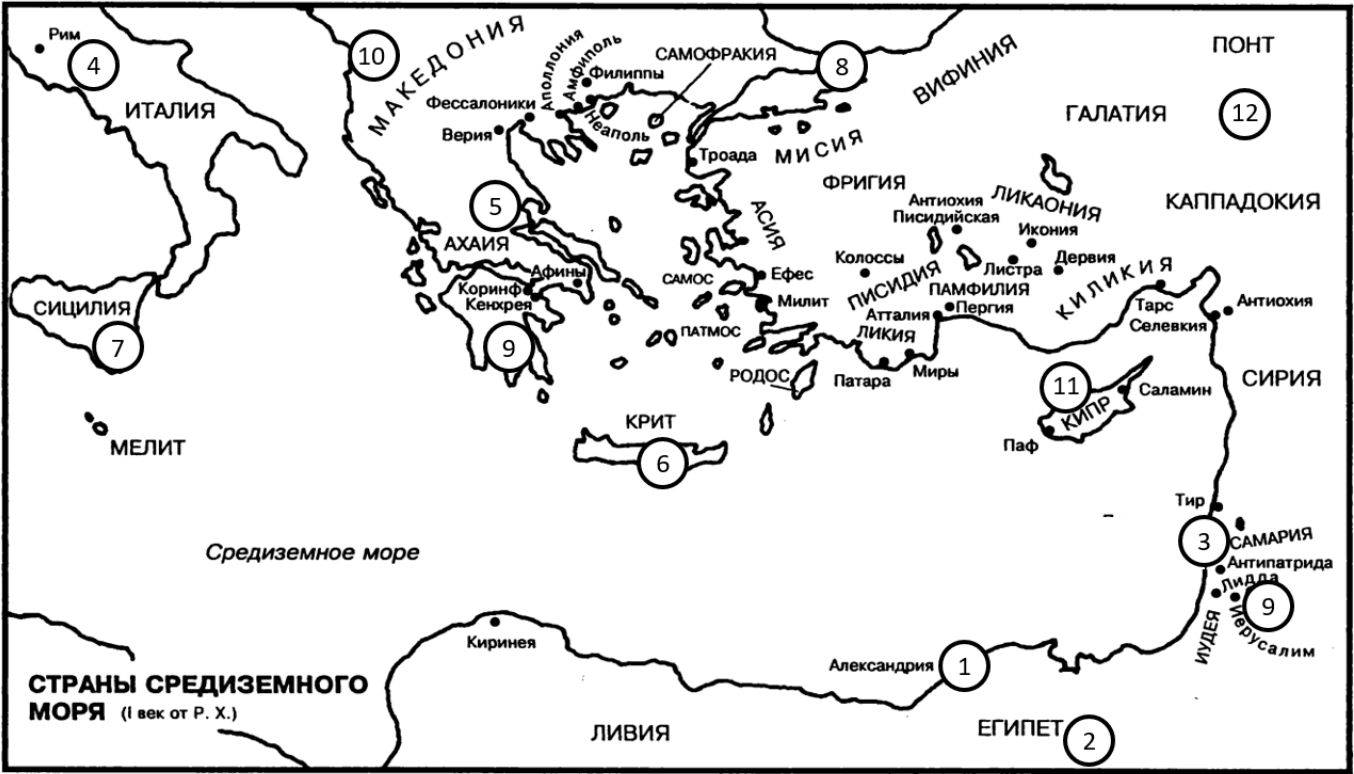 Рим
4
ИТАЛИЯ
10
МАКЕДОНИЯ
Аполлония
Амфиполь
Филиппы
САМОФРАКИЯ
Фессалоники
Неаполь
Верия
8
ВИФИНИЯ
ПОНТ
ГАЛАТИЯ
12
Троада
МИСИЯ
ФРИГИЯ
Антиохия
Писидийская
ЛИКАОНИЯ
КАППАДОКИЯ
5
АСИЯ
Икония
АХАИЯ
Афины
Коринф
Кенхрея
САМОС
Ефес
Колоссы
ПИСИДИЯ
Листра
Дервия
КИЛИКИЯ
СИЦИЛИЯ
7
9
Милит
ПАТМОС
ПАМФИЛИЯ
Атталия
Пергия
ЛИКИЯ
Тарс
Селевкия
Антиохия
РОДОС
Патара
Миры
11
Саламин
КИПР
Паф
СИРИЯ
МЕЛИТ
КРИТ
6
Тир
3
САМАРИЯ
Антипатрида
Лидда
9
Иерусалим
ИУДЕЯ
Средиземное море
Киринея
Александрия
1
СТРАНЫ СРЕДИЗЕМНОГО
МОРЯ (I век от Р. Х.)
ЛИВИЯ
ЕГИПЕТ
2